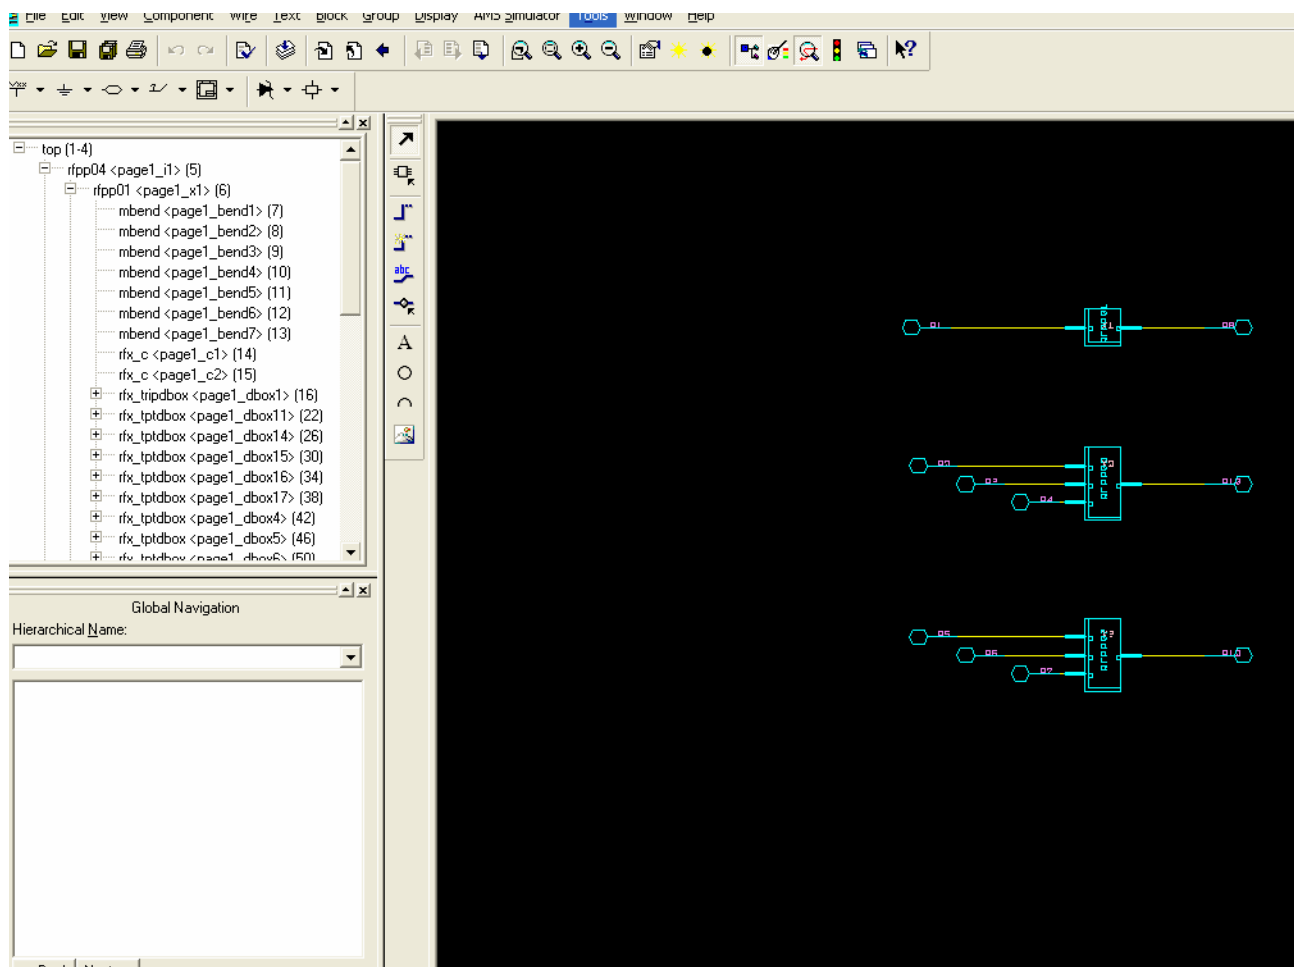 File Edit View Component Wire Text Block Group Display AMS Simulator Tools Window Help
top (1-4)
rfpp04 <page1_i1> (5)
rfpp01 <page1_x1> (6)
mbend <page1_bend1> (7)
mbend <page1_bend2> (8)
mbend <page1_bend3> (9)
mbend <page1_bend4> (10)
mbend <page1_bend5> (11)
mbend <page1_bend6> (12)
mbend <page1_bend7> (13)
rfx_c <page1_c1> (14)
rfx_c <page1_c2> (15)
rfx_tripdbox <page1_dbox1> (16)
rfx_tptdbox <page1_dbox11> (22)
rfx_tptdbox <page1_dbox14> (26)
rfx_tptdbox <page1_dbox15> (30)
rfx_tptdbox <page1_dbox16> (34)
rfx_tptdbox <page1_dbox17> (38)
rfx_tptdbox <page1_dbox4> (42)
rfx_tptdbox <page1_dbox5> (46)
rfx_tptdbox <page1_dbox6> (50)
abc
A
Global Navigation
Hierarchical Name: